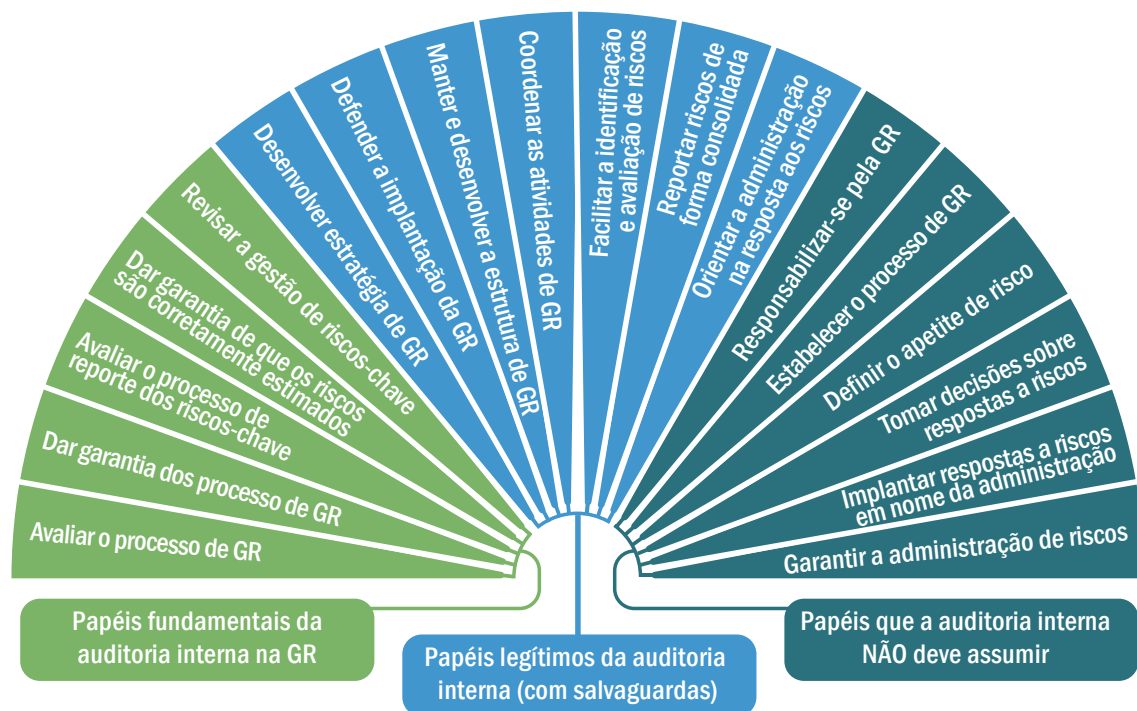 Avaliar o processo de GR
Dar garantia dos processo de GR
Avaliar o processo de
reporte dos riscos-chave
Dar garantia de que os riscos
são corretamente estimados
Revisar a gestão de riscos-chave
Desenvolver estratégia de GR
Defender a implantação da GR
Manter e desenvolver a estrutura de GR
Coordenar as atividades de GR
Facilitar a identificação
e avaliação de riscos
Reportar riscos de
forma consolidada
Orientar a administração
na resposta aos riscos
Responsabilizar-se pela GR
Estabelecer o processo de GR
Definir o apetite de risco
Tomar decisões sobre
respostas a riscos
Implantar respostas a riscos
em nome da administração
Garantir a administração de riscos
Papéis fundamentais da
auditoria interna na GR
Papéis legítimos da auditoria
interna (com salvaguardas)
Papéis que a auditoria interna
NÃO deve assumir